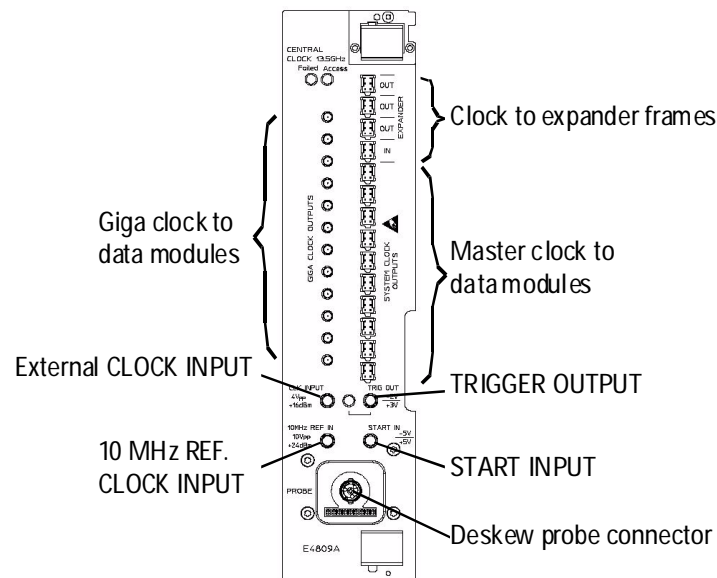 CENTRAL
CLOCK 13.5GHz
Failed Access
OUT
OUT
OUT
IN
EXPANDER
Clock to expander frames
GIGA CLOCK OUTPUTS
Giga clock to
data modules
SYSTEM CLOCK
OUTPUTS
Master clock to
data modules
External CLOCK INPUT
CLK INPUT
4Vpp
+16dBm
TRIG OUT
+3V
TRIGGER OUTPUT
10MHz REF IN
10Vpp
+24dBm
START IN
-5V
+5V
10 MHz REF.
CLOCK INPUT
START INPUT
PROBE
Deskew probe connector
E4809A